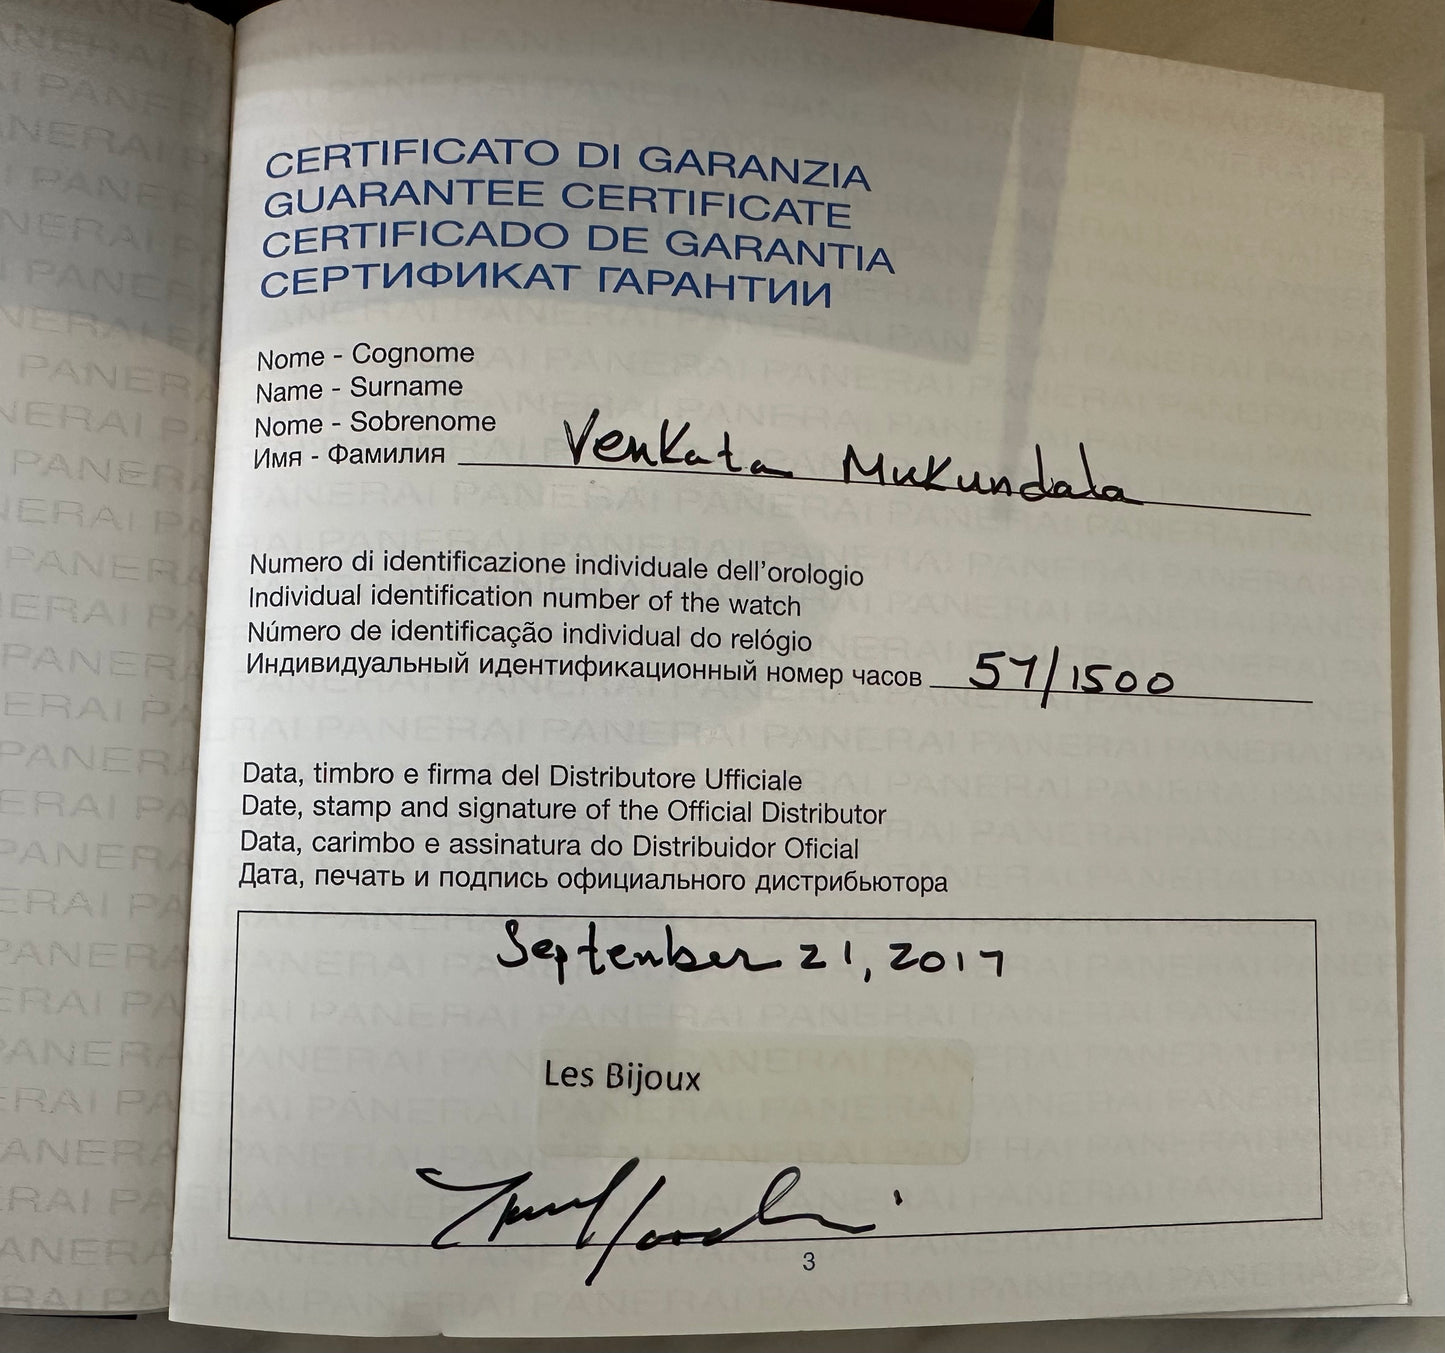 CERTIFICATO DI GARANZIA
GUARANTEE CERTIFICATE
CERTIFICADO DE GARANTIA
СЕРТИФИКАТ ГАРАНТИИ
Nome - Cognome
Name - Surname
Nome - Sobrenome
Имя - Фамилия Venkata Mukundala
Numero di identificazione individuale dell'orologio
Individual identification number of the watch
Número de identificação individual do relógio
Индивидуальный идентификационный номер часов 57/1500
Data, timbro e firma del Distributore Ufficiale
Date, stamp and signature of the Official Distributor
Data, carimbo e assinatura do Distribuidor Oficial
Дата, печать и подпись официального дистрибьютора
September 21, 2017
Les Bijoux
3